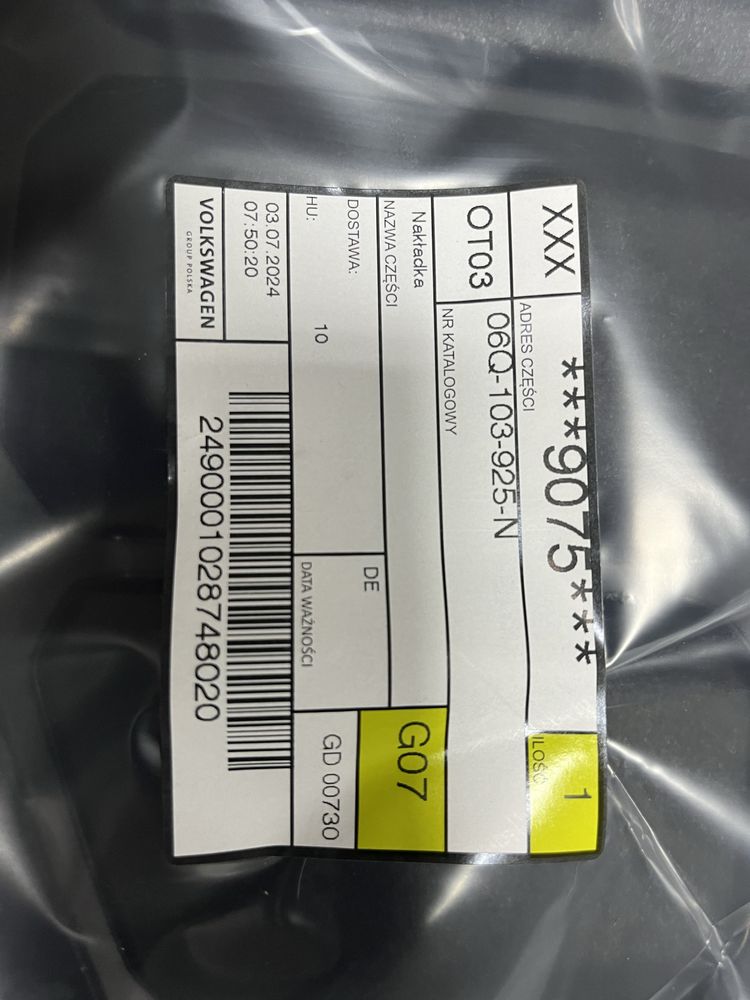 XXX
ADRES CZĘŚCI
***9075***
ILOŚĆ
1
OT03
NR KATALOGOWY
06Q-103-925-N
NAZWA CZĘŚCI
Nakładka
G07
DOSTAWA:
DE
HU:
10
DATA WAŻNOŚCI
GD 00730
03.07.2024
07:50:20
VOLKSWAGEN
GROUP POLSKA
2490001028748020